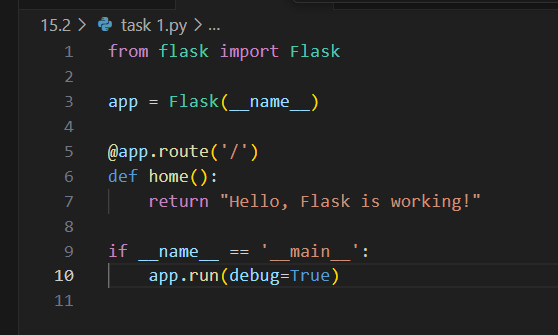 15.2 > task 1.py > ...
1 from flask import Flask
2
3 app = Flask(__name__)
4
5 @app.route('/')
6 def home():
7     return "Hello, Flask is working!"
8
9 if __name__ == '__main__':
10     app.run(debug=True)
11